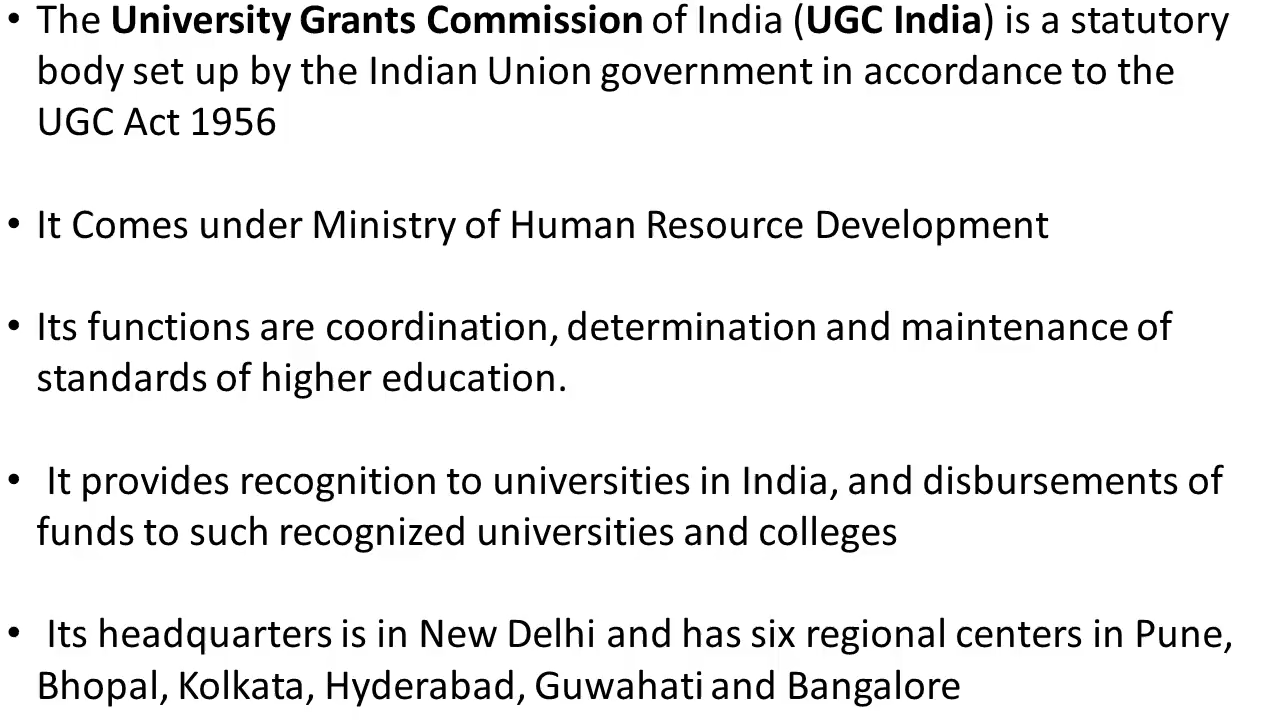 • The University Grants Commission of India (UGC India) is a statutory
body set up by the Indian Union government in accordance to the
UGC Act 1956
• It Comes under Ministry of Human Resource Development
• Its functions are coordination, determination and maintenance of
standards of higher education.
• It provides recognition to universities in India, and disbursements of
funds to such recognized universities and colleges
• Its headquarters is in New Delhi and has six regional centers in Pune,
Bhopal, Kolkata, Hyderabad, Guwahati and Bangalore